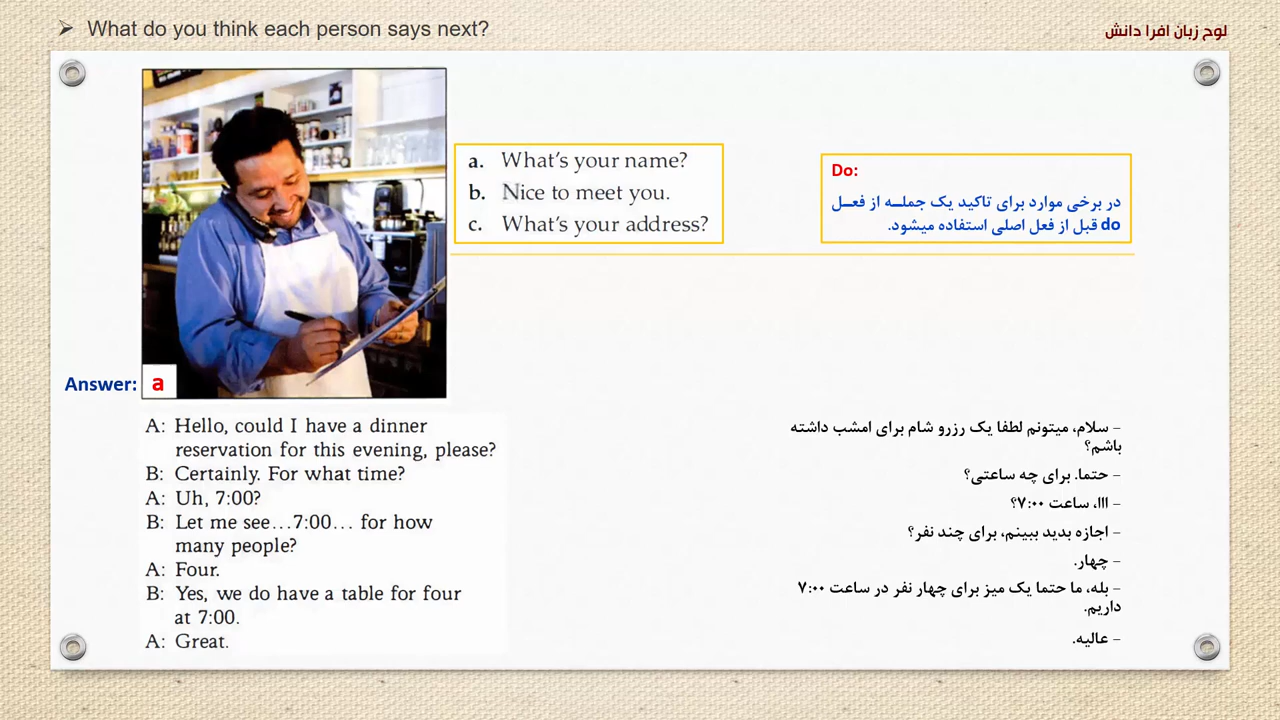 ➢ What do you think each person says next?
لوح زبان افرا دانش
a. What's your name?
b. Nice to meet you.
c. What's your address?
Do:
در برخی موارد برای تاکید یک جملـه از فعـل
do قبل از فعل اصلی استفاده میشود.
Answer: a
A: Hello, could I have a dinner
reservation for this evening, please?
B: Certainly. For what time?
A: Uh, 7:00?
B: Let me see...7:00... for how
many people?
A: Four.
B: Yes, we do have a table for four
at 7:00.
A: Great.
– سلام، میتونم لطفا یک رزرو شام برای امشب داشته
باشم؟
– حتما. برای چه ساعتی؟
– ااا، ساعت ۷:۰۰؟
– اجازه بدید ببینم، برای چند نفر؟
– چهار.
– بله، ما حتما یک میز برای چهار نفر در ساعت ۷:۰۰
داریم.
– عالیه.